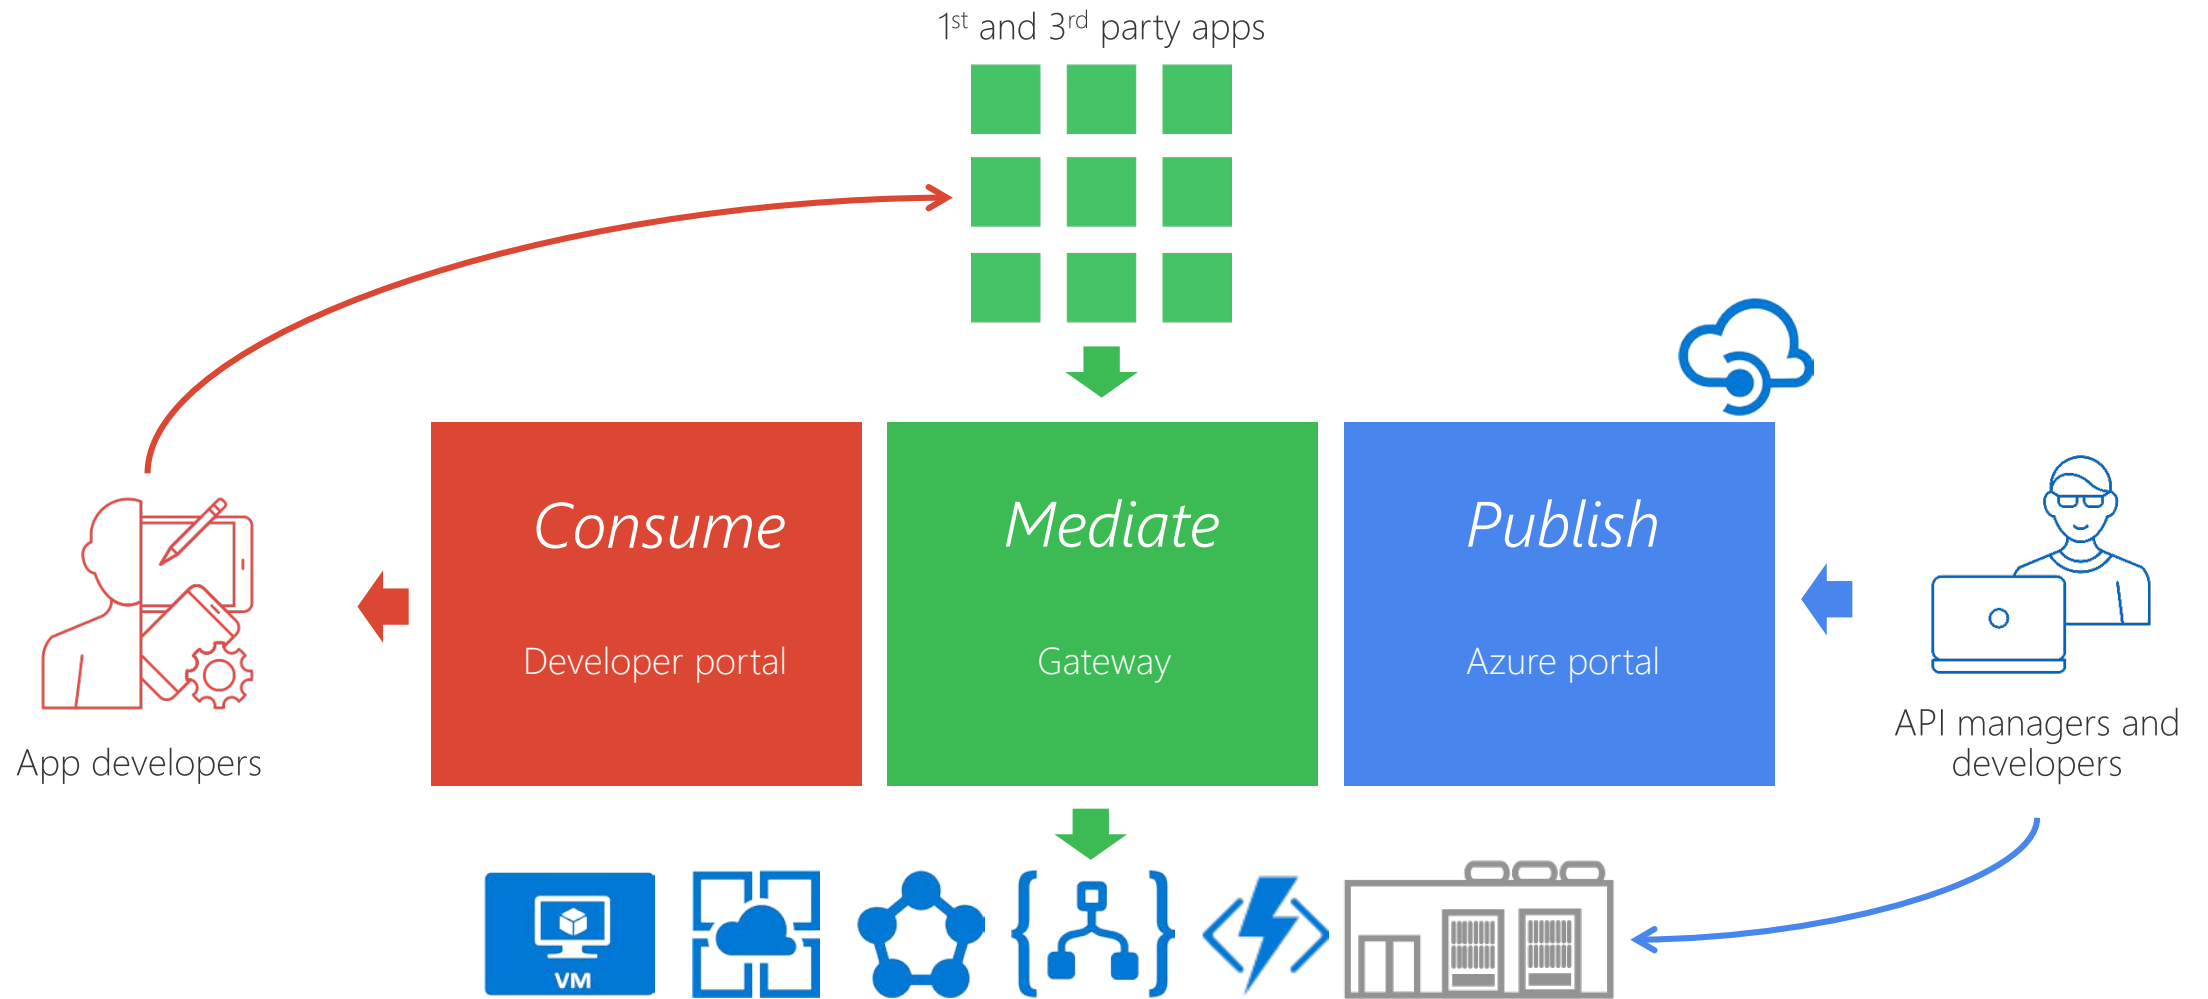 1st and 3rd party apps
Consume
Mediate
Publish
Developer portal
Gateway
Azure portal
App developers
API managers and
developers
VM